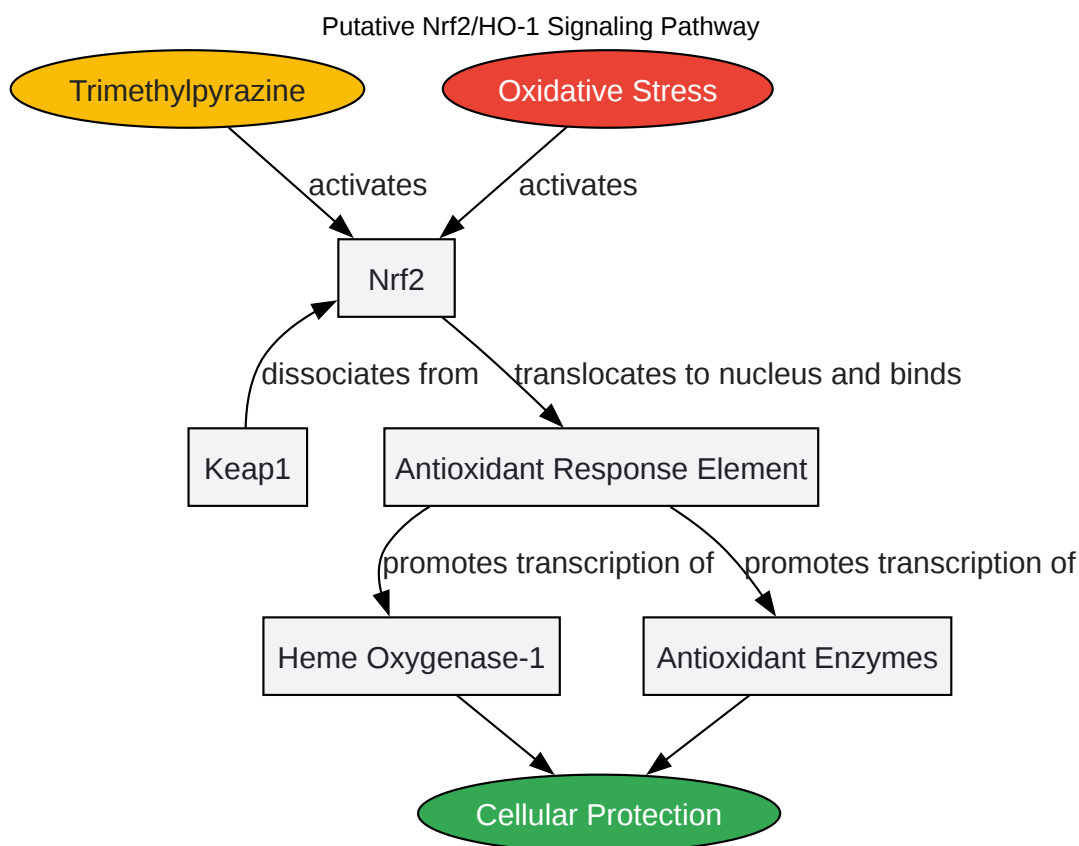 Putative Nrf2/HO-1 Signaling Pathway
Trimethylpyrazine
Oxidative Stress
activates
activates
Nrf2
dissociates from
translocates to nucleus and binds
Keap1
Antioxidant Response Element
promotes transcription of
promotes transcription of
Heme Oxygenase-1
Antioxidant Enzymes
Cellular Protection